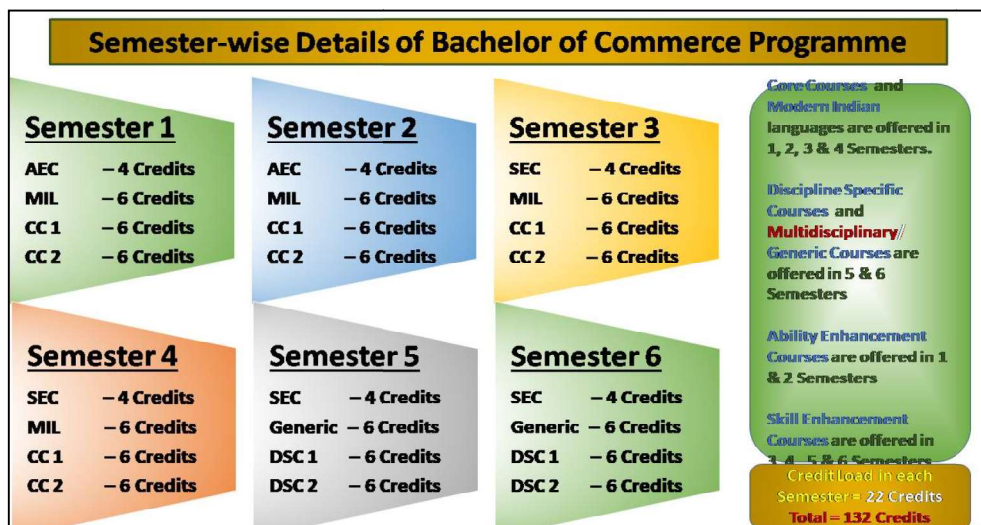 Semester-wise Details of Bachelor of Commerce Programme
Semester 1
AEC – 4 Credits
MIL – 6 Credits
CC 1 – 6 Credits
CC 2 – 6 Credits
Semester 2
AEC – 4 Credits
MIL – 6 Credits
CC 1 – 6 Credits
CC 2 – 6 Credits
Semester 3
SEC – 4 Credits
MIL – 6 Credits
CC 1 – 6 Credits
CC 2 – 6 Credits
Semester 4
SEC – 4 Credits
MIL – 6 Credits
CC 1 – 6 Credits
CC 2 – 6 Credits
Semester 5
SEC – 4 Credits
Generic – 6 Credits
DSC 1 – 6 Credits
DSC 2 – 6 Credits
Semester 6
SEC – 4 Credits
Generic – 6 Credits
DSC 1 – 6 Credits
DSC 2 – 6 Credits
Core Courses and
Modern Indian
languages are offered in
1, 2, 3 & 4 Semesters.
Discipline Specific
Courses and
Multidisplinary/
Generic Courses are
offered in 5 & 6
Semesters
Ability Enhancement
Courses are offered in 1
& 2 Semesters
Skill Enhancement
Courses are offered in
3, 4, 5 & 6 Semesters
Credit Load in each
Semester = 22 Credits
Total = 132 Credits